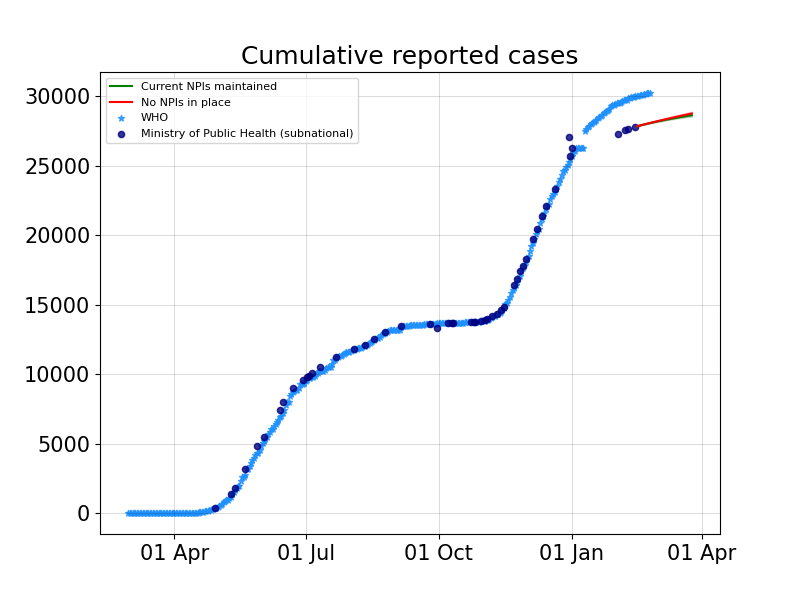 Cumulative reported cases
Current NPIs maintained
No NPIs in place
WHO
Ministry of Public Health (subnational)
30000
25000
20000
15000
10000
5000
0
01 Apr
01 Jul
01 Oct
01 Jan
01 Apr